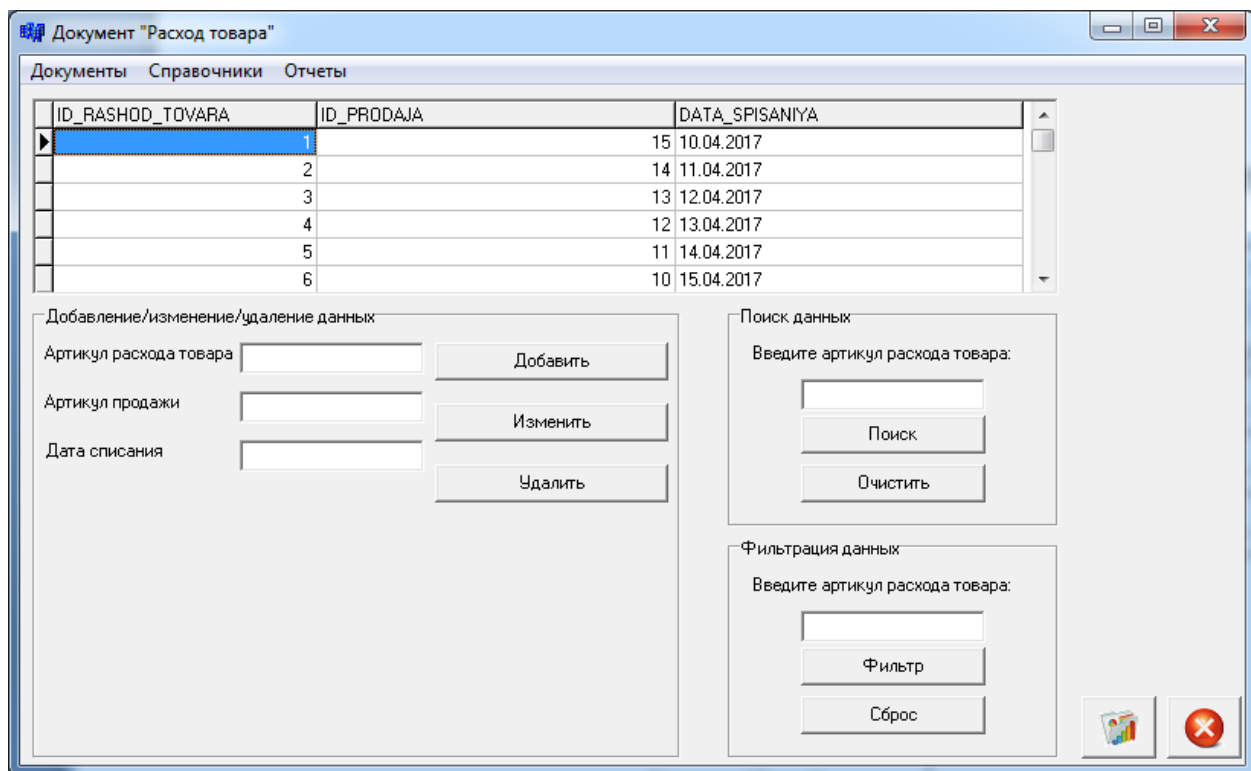 Документ "Расход товара"
Документы Справочники Отчеты
ID_RASHOD_TOVARA ID_PRODAJA DATA_SPISANIYA
1 15 10.04.2017
2 14 11.04.2017
3 13 12.04.2017
4 12 13.04.2017
5 11 14.04.2017
6 10 15.04.2017
Добавление/изменение/удаление данных
Артикул расхода товара
Добавить
Артикул продажи
Изменить
Дата списания
Удалить
Поиск данных
Введите артикул расхода товара:
Поиск
Очистить
Фильтрация данных
Введите артикул расхода товара:
Фильтр
Сброс